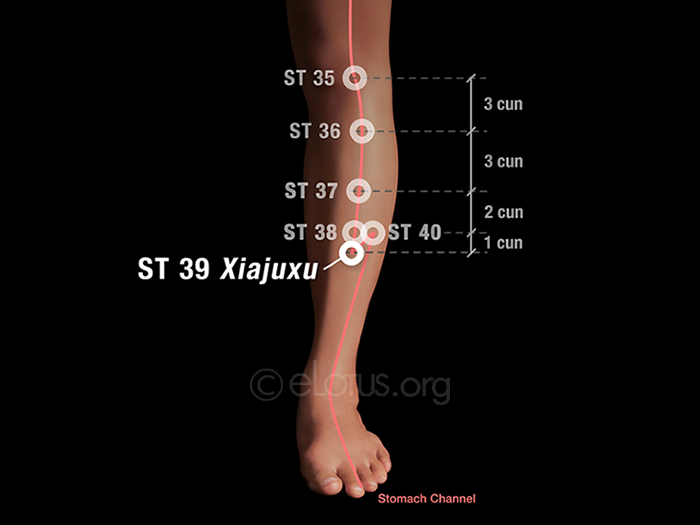 ST 35
3 cun
ST 36
3 cun
ST 37
2 cun
ST 38
ST 40
1 cun
ST 39 Xiajuxu
© eLotus.org
Stomach Channel